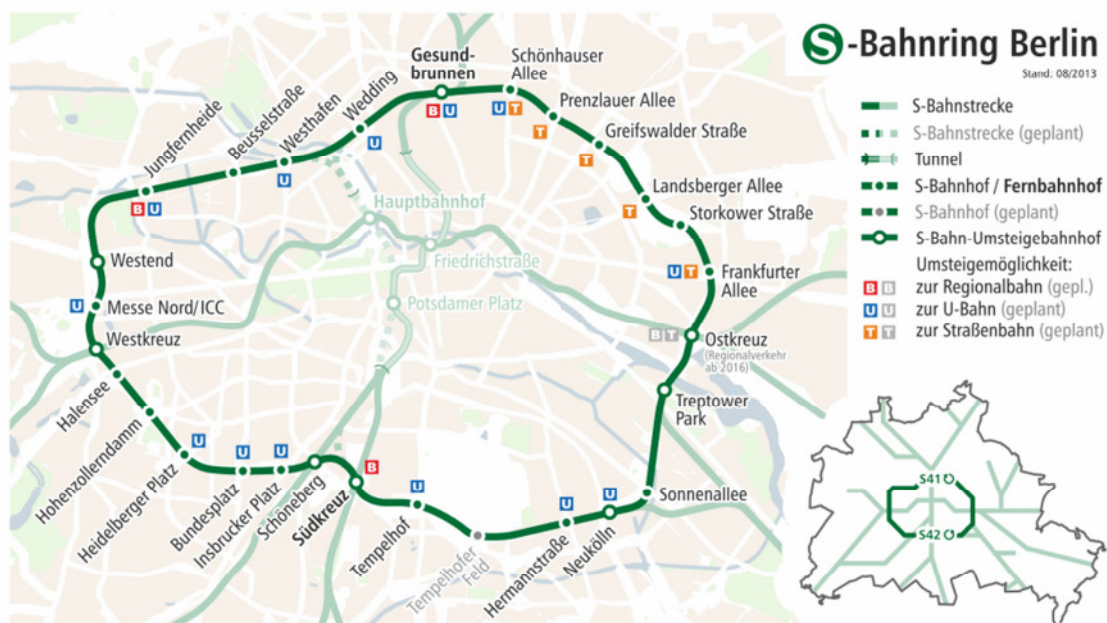 S-Bahnring Berlin
Stand: 08/2013
S-Bahnstrecke
S-Bahnstrecke (geplant)
Tunnel
S-Bahnhof / Fernbahnhof
S-Bahnhof (geplant)
S-Bahn-Umsteigebahnhof
Umsteigemöglichkeit:
B B zur Regionalbahn (gepl.)
U U zur U-Bahn (geplant)
T T zur Straßenbahn (geplant)
Gesund-
brunnen
B U
Schönhauser
Allee
U T
Prenzlauer Allee
T
Greifswalder Straße
T
Landsberger Allee
T
Storkower Straße
Frankfurter
Allee
U T
Ostkreuz
(Regionalverkehr
ab 2016)
B T
Treptower
Park
Sonnenallee
Neukölln
U
Hermannstraße
U
Tempelhofer
Feld
Tempelhof
U
Südkreuz
B
Schöneberg
Insbrucker Platz
U
Bundesplatz
U
Heidelberger Platz
U
Hohenzollerndamm
Halensee
Westkreuz
Messe Nord/ICC
U
Westend
Jungfernheide
B U
Beusselstraße
Westhafen
U
Wedding
U
Hauptbahnhof
Friedrichstraße
Potsdamer Platz
S41
S42